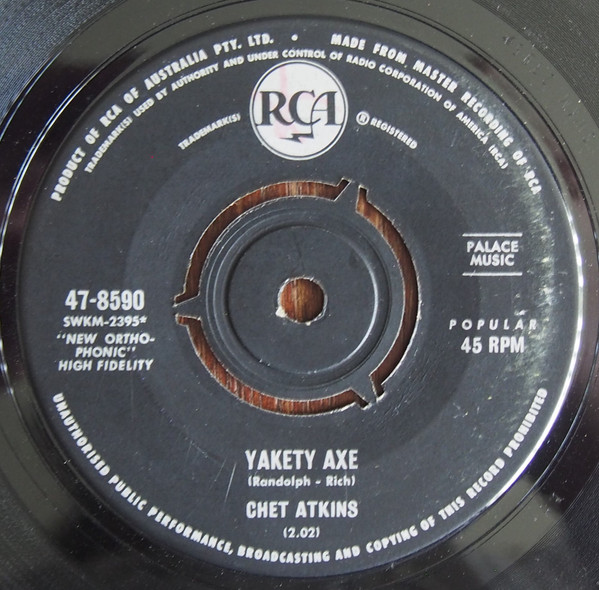 PRODUCT OF RCA OF AUSTRALIA PTY. LTD. • MADE FROM MASTER RECORDING OF RCA
TRADEMARK(S) USED BY AUTHORITY AND UNDER CONTROL OF RADIO CORPORATION OF AMERICA (RCA)
RCA
TRADEMARK(S) ® REGISTERED
PALACE
MUSIC
47-8590
SWKM-2395*
"NEW ORTHO-
PHONIC"
HIGH FIDELITY
POPULAR
45 RPM
YAKETY AXE
(Randolph - Rich)
CHET ATKINS
(2.02)
UNAUTHORISED PUBLIC PERFORMANCE, BROADCASTING AND COPYING OF THIS RECORD PROHIBITED